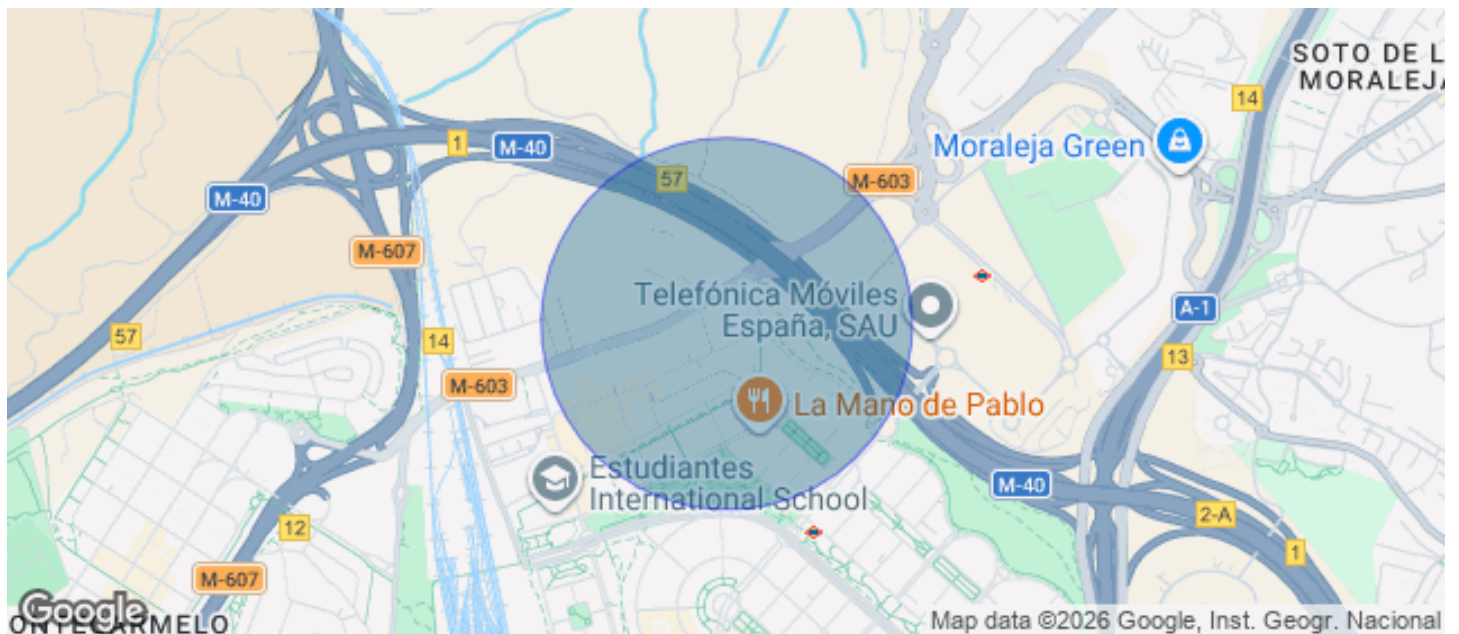 SOTO DE L
MORALEJA
14
Moraleja Green
1
M-40
57
M-603
M-40
M-607
Telefónica Móviles
España, SAU
A-1
57
14
13
M-603
La Mano de Pablo
Estudiantes
International School
M-40
2-A
12
1
M-607
Google
ONTECARMELO
Map data ©2026 Google, Inst. Geogr. Nacional